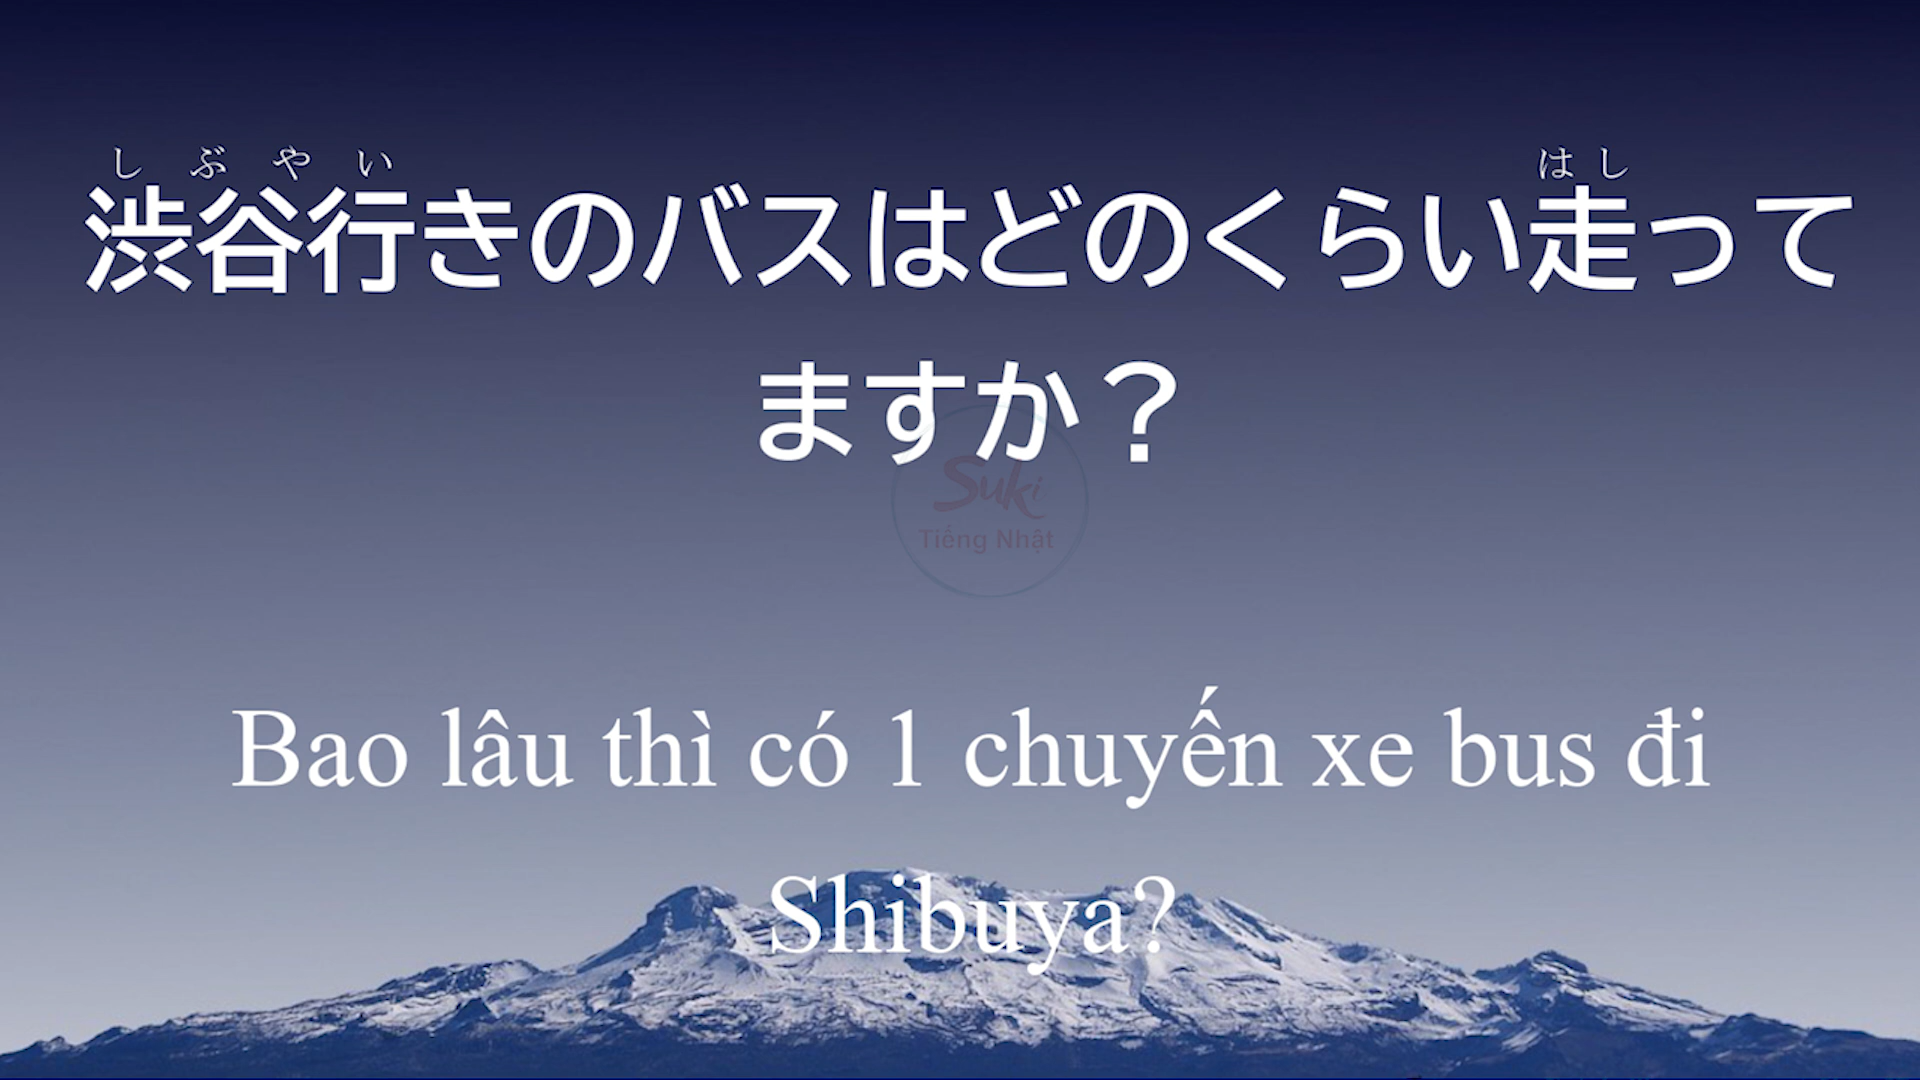 しぶやい はし
渋谷行きのバスはどのくらい走って
ますか？
Suki
Tiếng Nhật
Bao lâu thì có 1 chuyến xe bus đi
Shibuya?